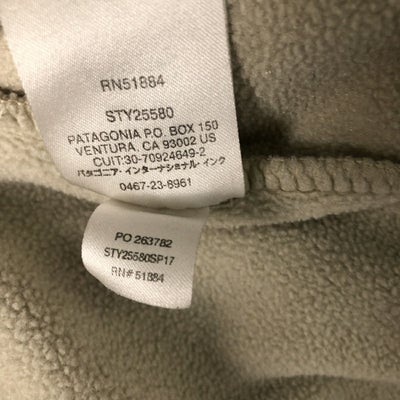 RN51884
STY25580
PATAGONIA P.O. BOX 150
VENTURA, CA 93002 US
CUIT:30-70924649-2
パタゴニア・インターナショナル・インク
0467-23-8961
PO 263782
STY25580SP17
RN# 51884